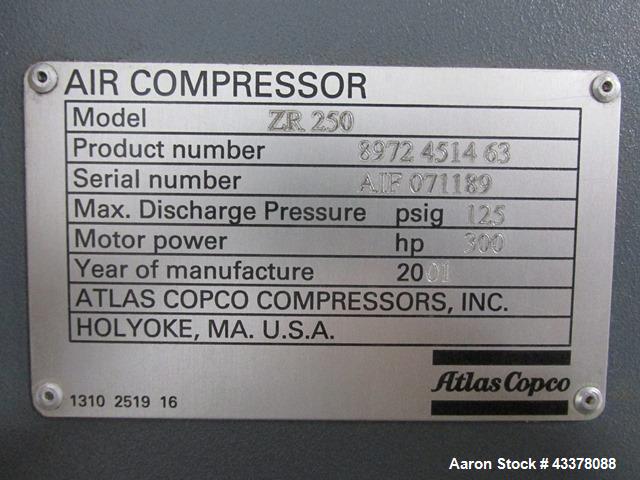 AIR COMPRESSOR
Model ZR 250
Product number 8972 4514 63
Serial number AIF 071189
Max. Discharge Pressure psig 125
Motor power hp 300
Year of manufacture 2001
ATLAS COPCO COMPRESSORS, INC.
HOLYOKE, MA. U.S.A.
Atlas Copco
1310 2519 16
Aaron Stock # 43378088